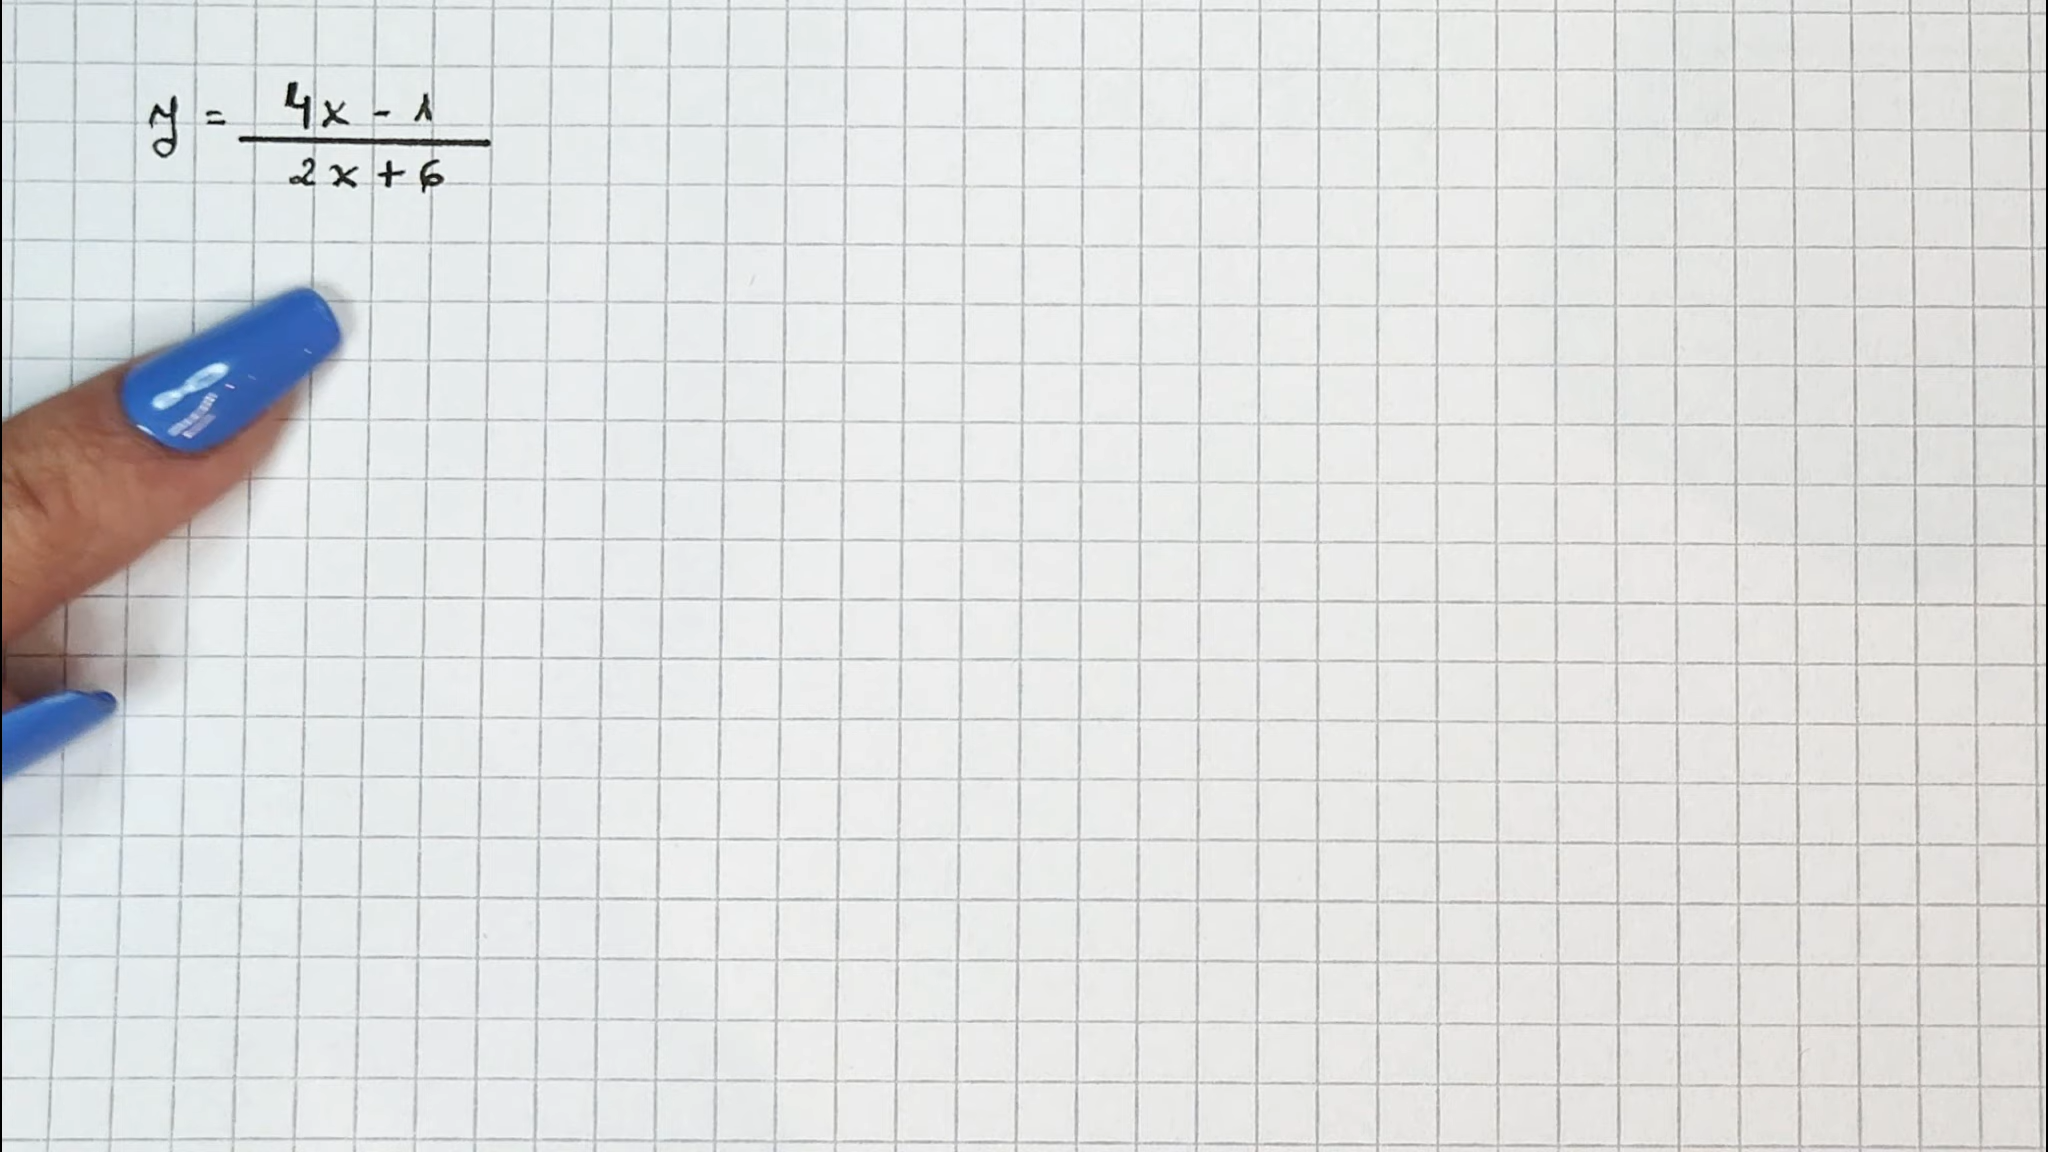 y = 4x - 1
2x + 6